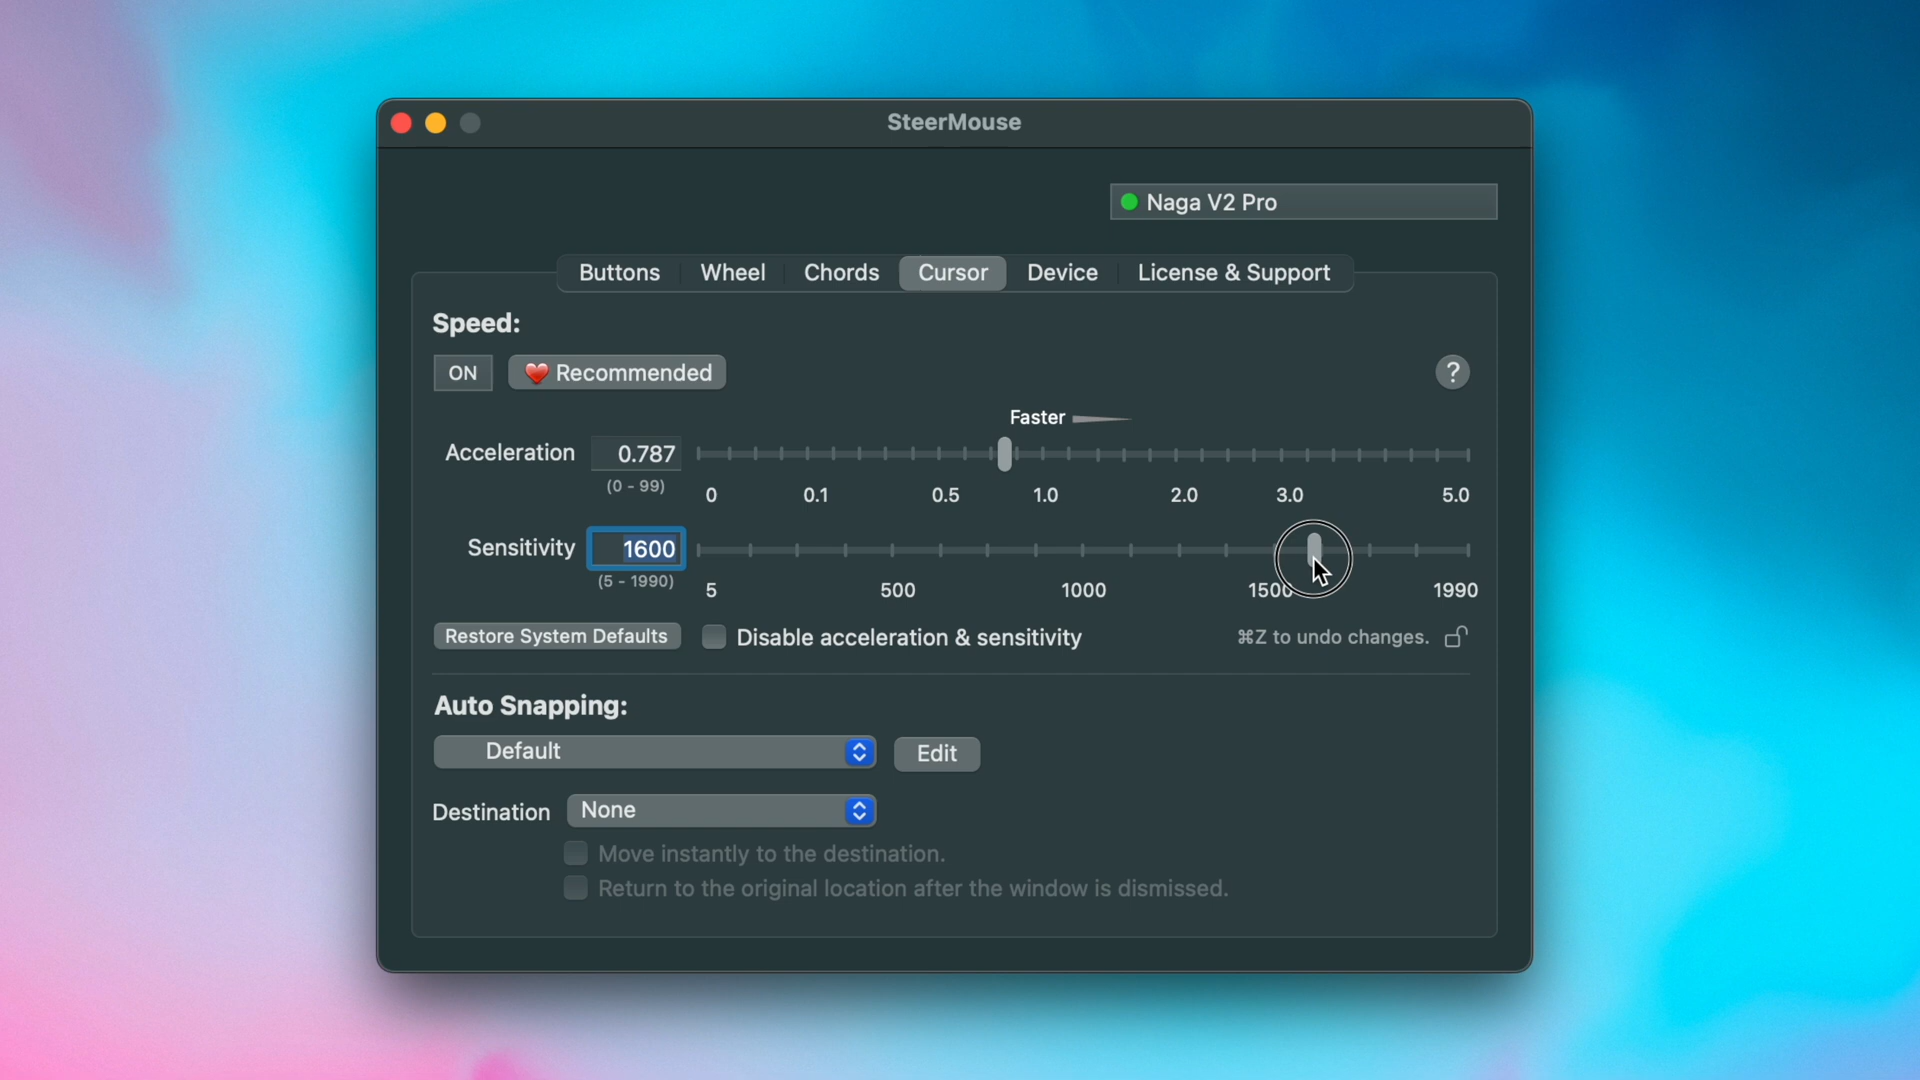 SteerMouse
Naga V2 Pro
Buttons Wheel Chords Cursor Device License & Support
Speed:
ON ❤️ Recommended ?
Faster
Acceleration 0.787
(0 - 99) 0 0.1 0.5 1.0 2.0 3.0 5.0
Sensitivity 1600
(5 - 1990) 5 500 1000 1500 1990
Restore System Defaults Disable acceleration & sensitivity ⌘Z to undo changes.
Auto Snapping:
Default Edit
Destination None
Move instantly to the destination.
Return to the original location after the window is dismissed.